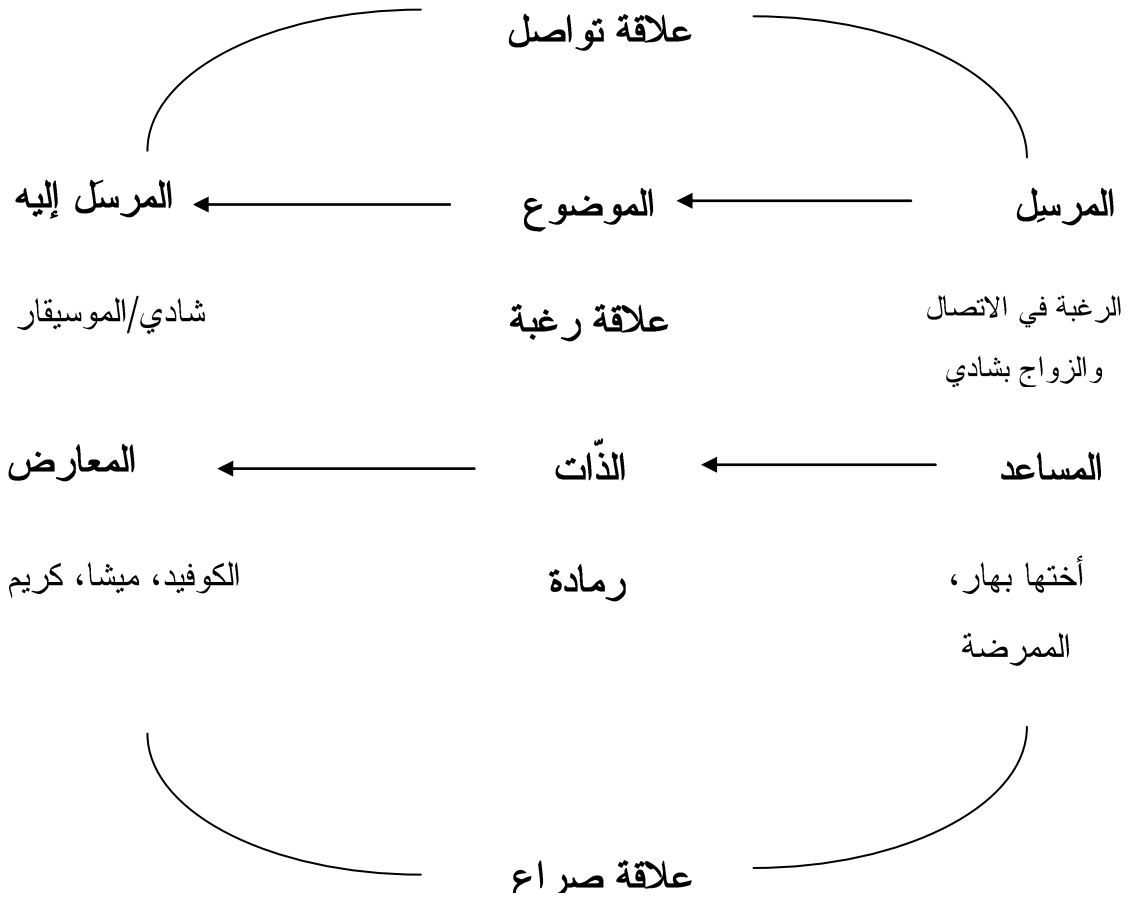 علاقة تواصل
المرسِل
الموضوع
المرسَل إليه
الرغبة في الاتصال
والزواج بشادي
علاقة رغبة
شادي/الموسيقار
المساعد
الذّات
المعارض
أختها بهار،
الممرضة
رمادة
الكوفيد، ميشا، كريم
علاقة صراع